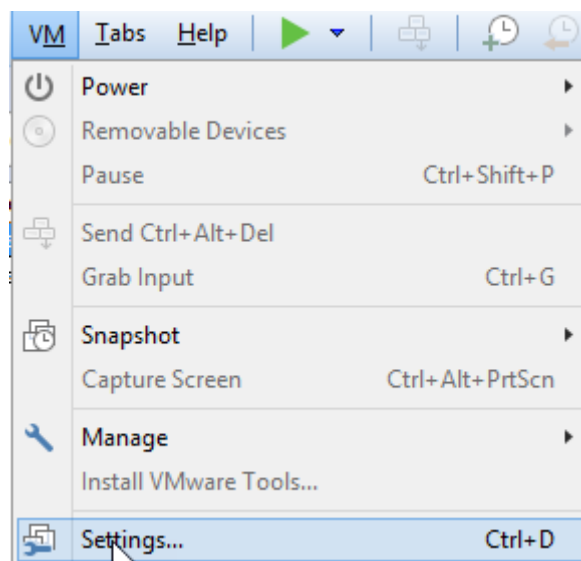 VM Tabs Help
Power
Removable Devices
Pause Ctrl+Shift+P
Send Ctrl+Alt+Del
Grab Input Ctrl+G
Snapshot
Capture Screen Ctrl+Alt+PrtScn
Manage
Install VMware Tools...
Settings... Ctrl+D